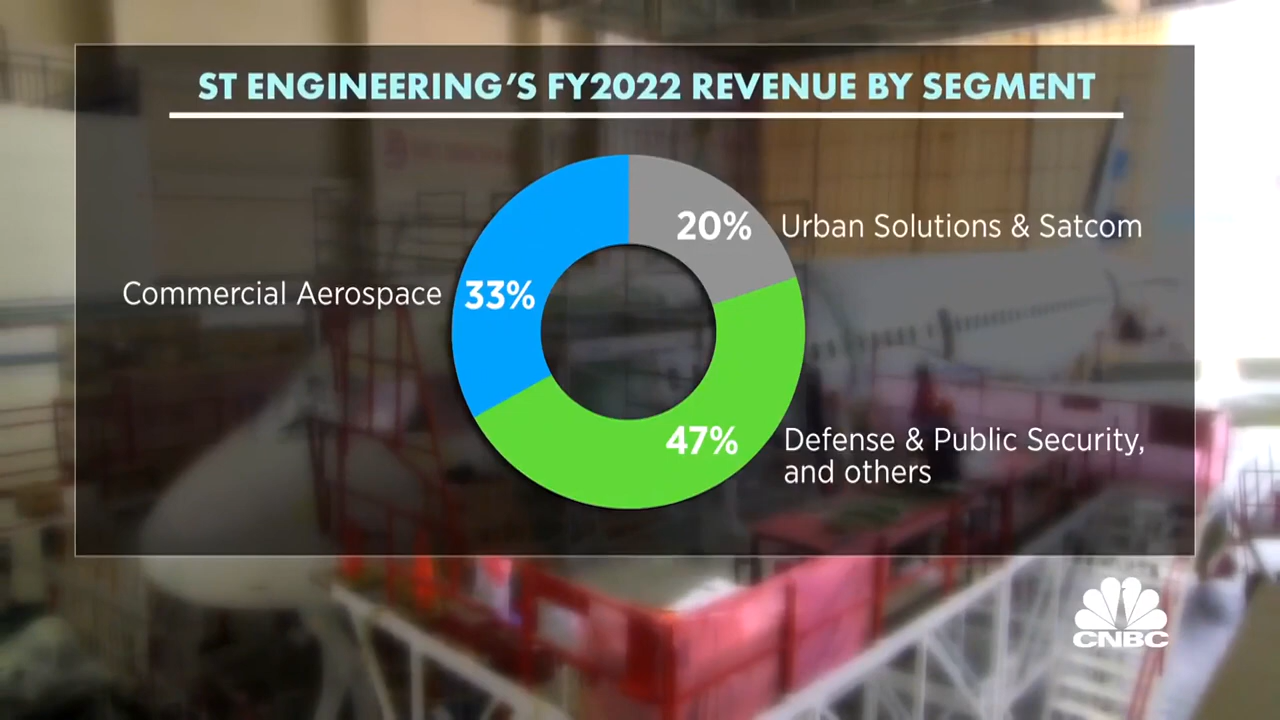 ST ENGINEERING'S FY2022 REVENUE BY SEGMENT
20% Urban Solutions & Satcom
Commercial Aerospace 33%
47% Defense & Public Security,
and others
CNBC